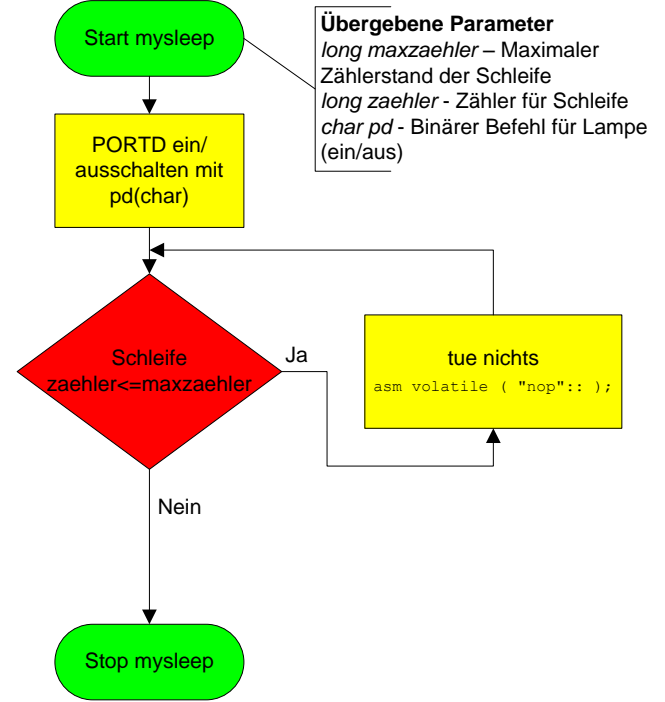 Start mysleep
Übergebene Parameter
long maxzaehler – Maximaler
Zählerstand der Schleife
long zaehler - Zähler für Schleife
char pd - Binärer Befehl für Lampe
(ein/aus)
PORTD ein/
ausschalten mit
pd(char)
Schleife
zaehler<=maxzaehler
Ja
tue nichts
asm volatile ( "nop":: );
Nein
Stop mysleep